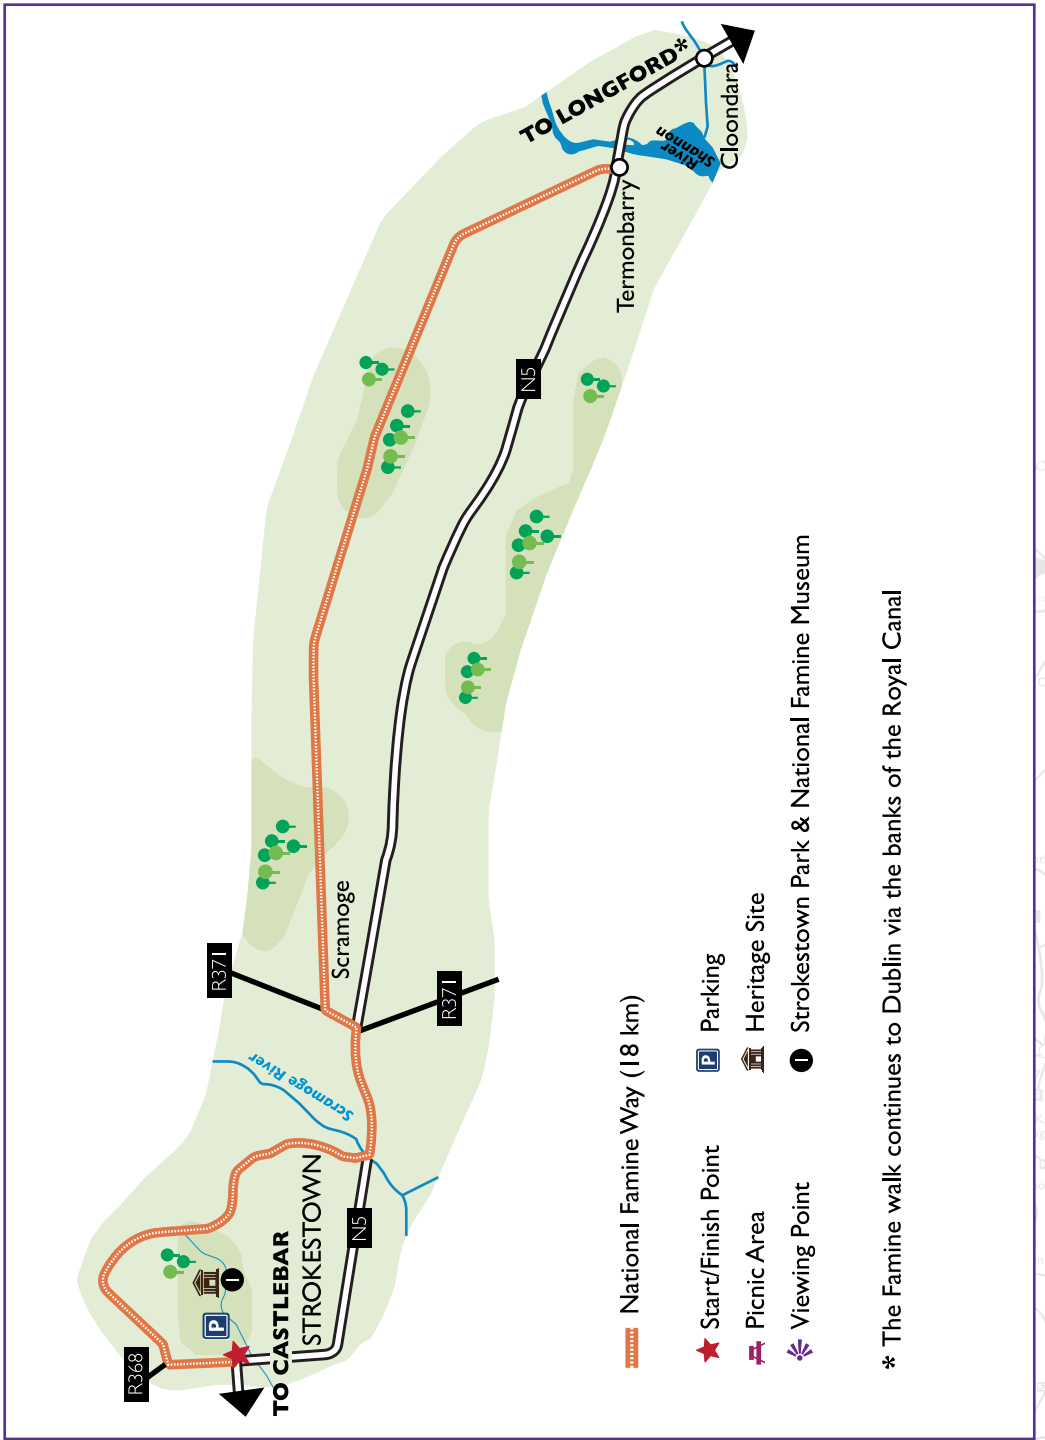 TO CASTLEBAR
R368
STROKESTOWN
N5
Scramoge River
R371
R371
Scramoge
N5
Termonbarry
River
Shannon
TO LONGFORD*
Cloondara
P
1
National Famine Way (18 km)
Start/Finish Point
P Parking
Picnic Area
Heritage Site
Viewing Point
1 Strokestown Park & National Famine Museum
* The Famine walk continues to Dublin via the banks of the Royal Canal